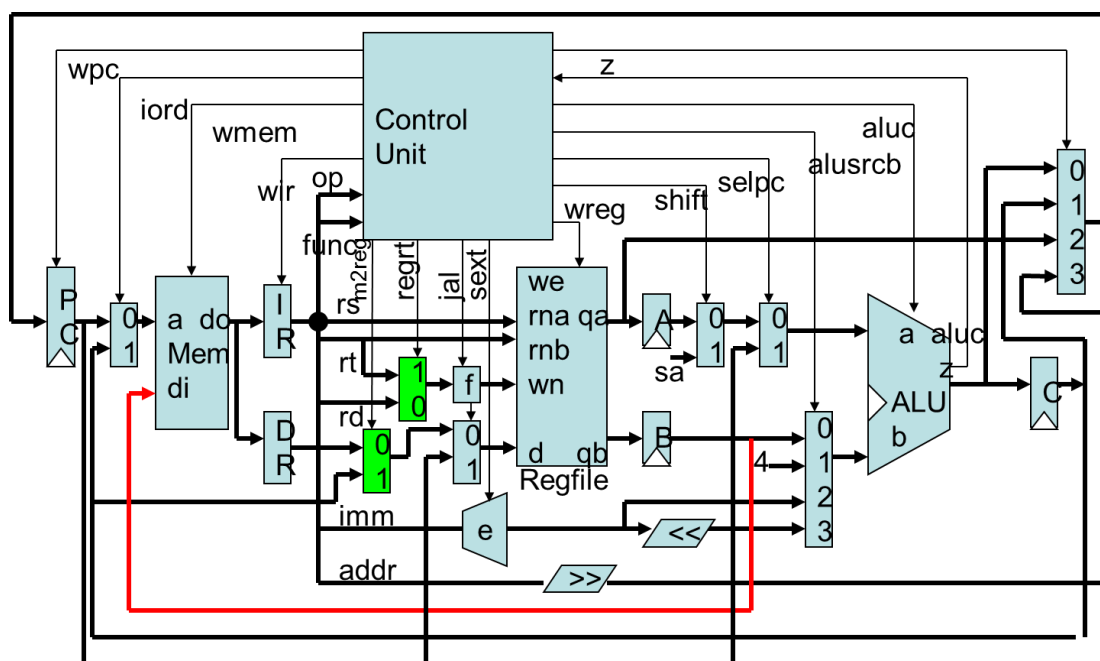 wpc
z
iord
Control
Unit
wmem
aluc
alusrcb
wir
op
selpc
shift
wreg
func
m2reg
regrt
jal
sext
0
1
2
3
P
C
0
1
a do
Mem
di
I
R
rs
we
rna qa
rnb
wn
d qb
Regfile
A
0
1
0
1
sa
a aluc
z
ALU
b
C
rt
1
0
f
rd
D
R
0
1
0
1
B
4
0
1
2
3
imm
e
<<
addr
>>